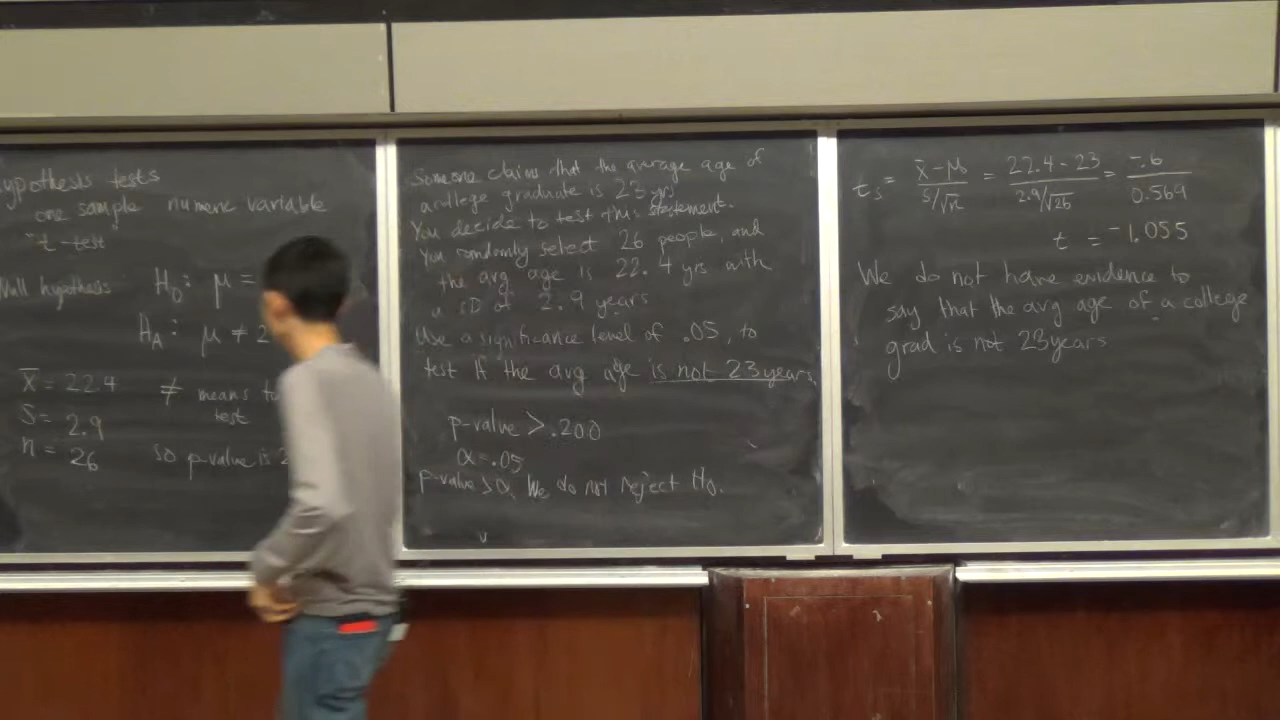 ypothesis tests
one sample numeric variable
t-test
Null hypothesis H₀: μ =
H_A: μ ≠ 2
x̄ = 22.4 ≠ means
S = 2.9 test
n = 26 so p-value is 2
Someone claims that the average age of
a college graduate is 23 yrs
You decide to test this statement.
You randomly select 26 people, and
the avg age is 22.4 yrs with
a SD of 2.9 years
Use a significance level of .05, to
test if the avg age is not 23 years,
p-value > .200
α = .05
p-value > α, We do not reject H₀.
t_s = (x̄ - μ₀)/(s/√n) = (22.4 - 23)/(2.9/√26) = -.6/0.569
t = -1.055
We do not have evidence to
say that the avg age of a college
grad is not 23 years